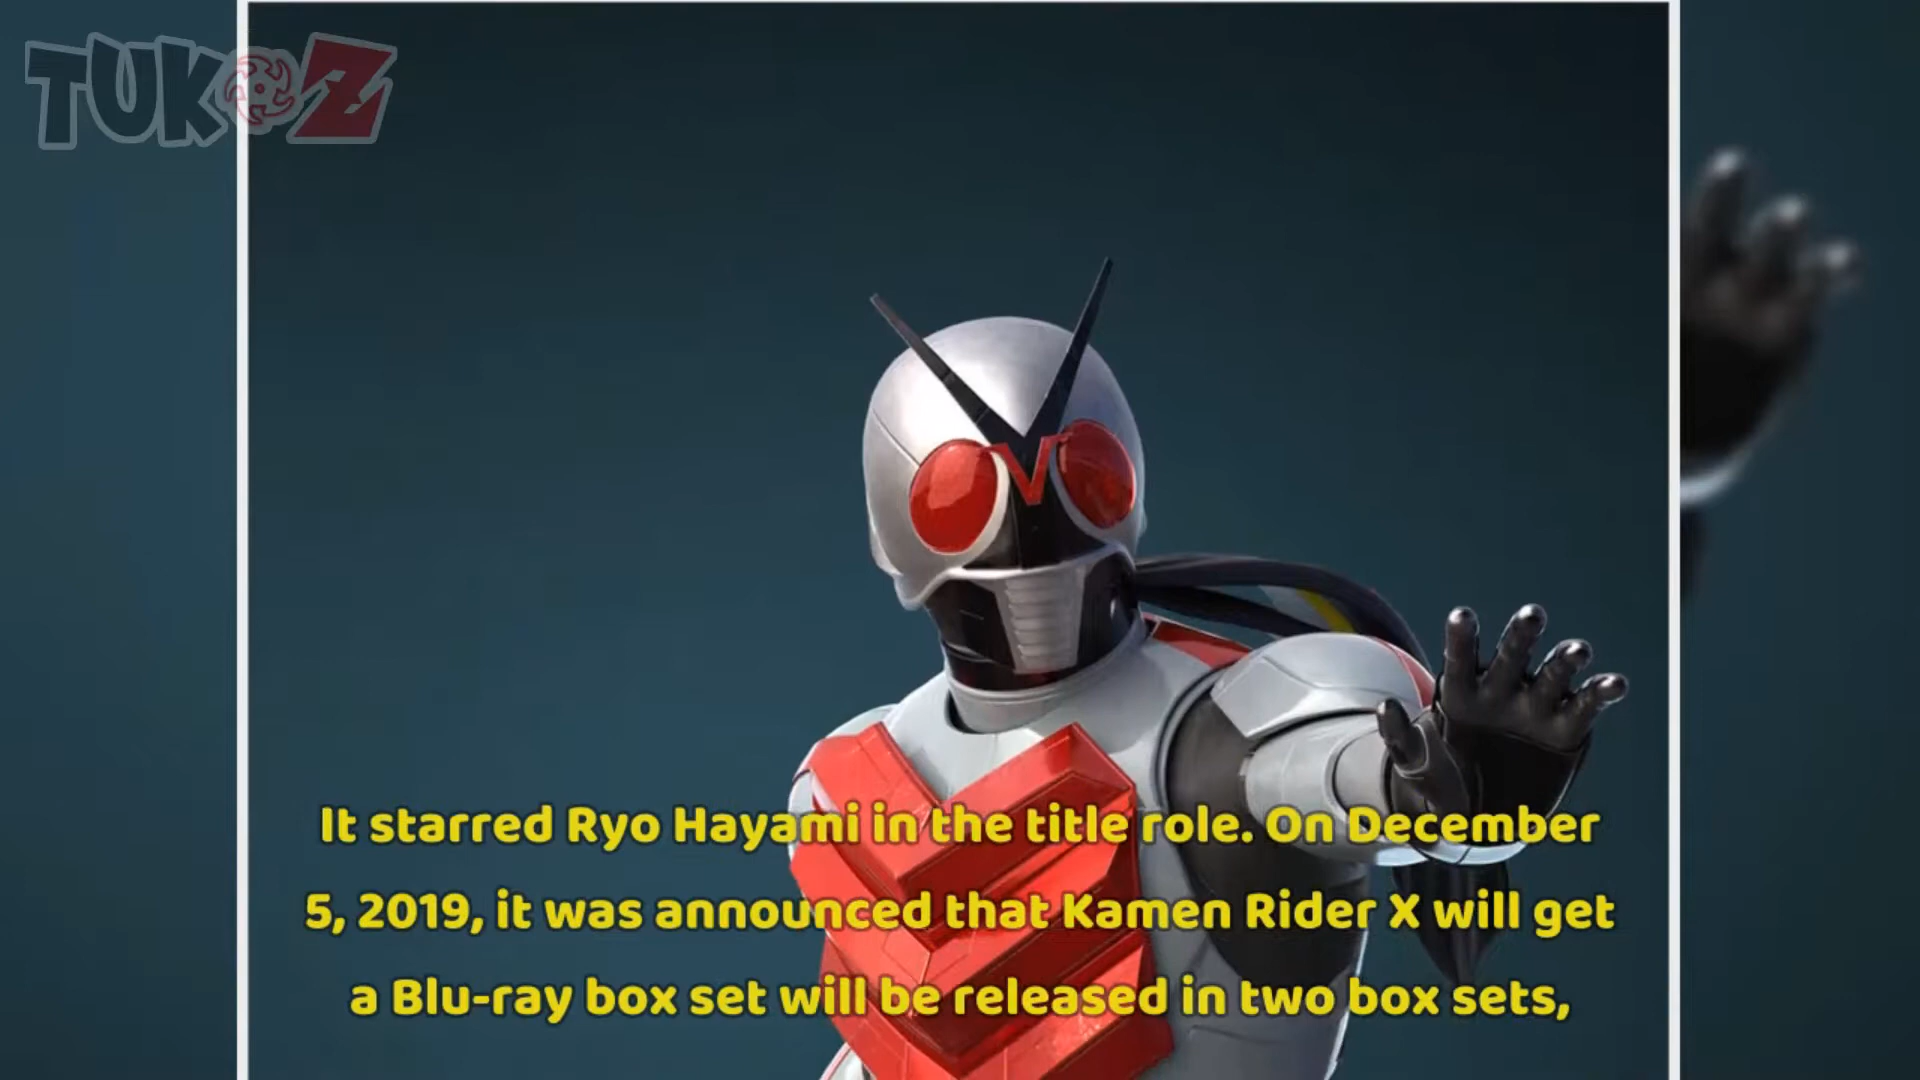 TUKOZ
It starred Ryo Hayami in the title role. On December
5, 2019, it was announced that Kamen Rider X will get
a Blu-ray box set will be released in two box sets,